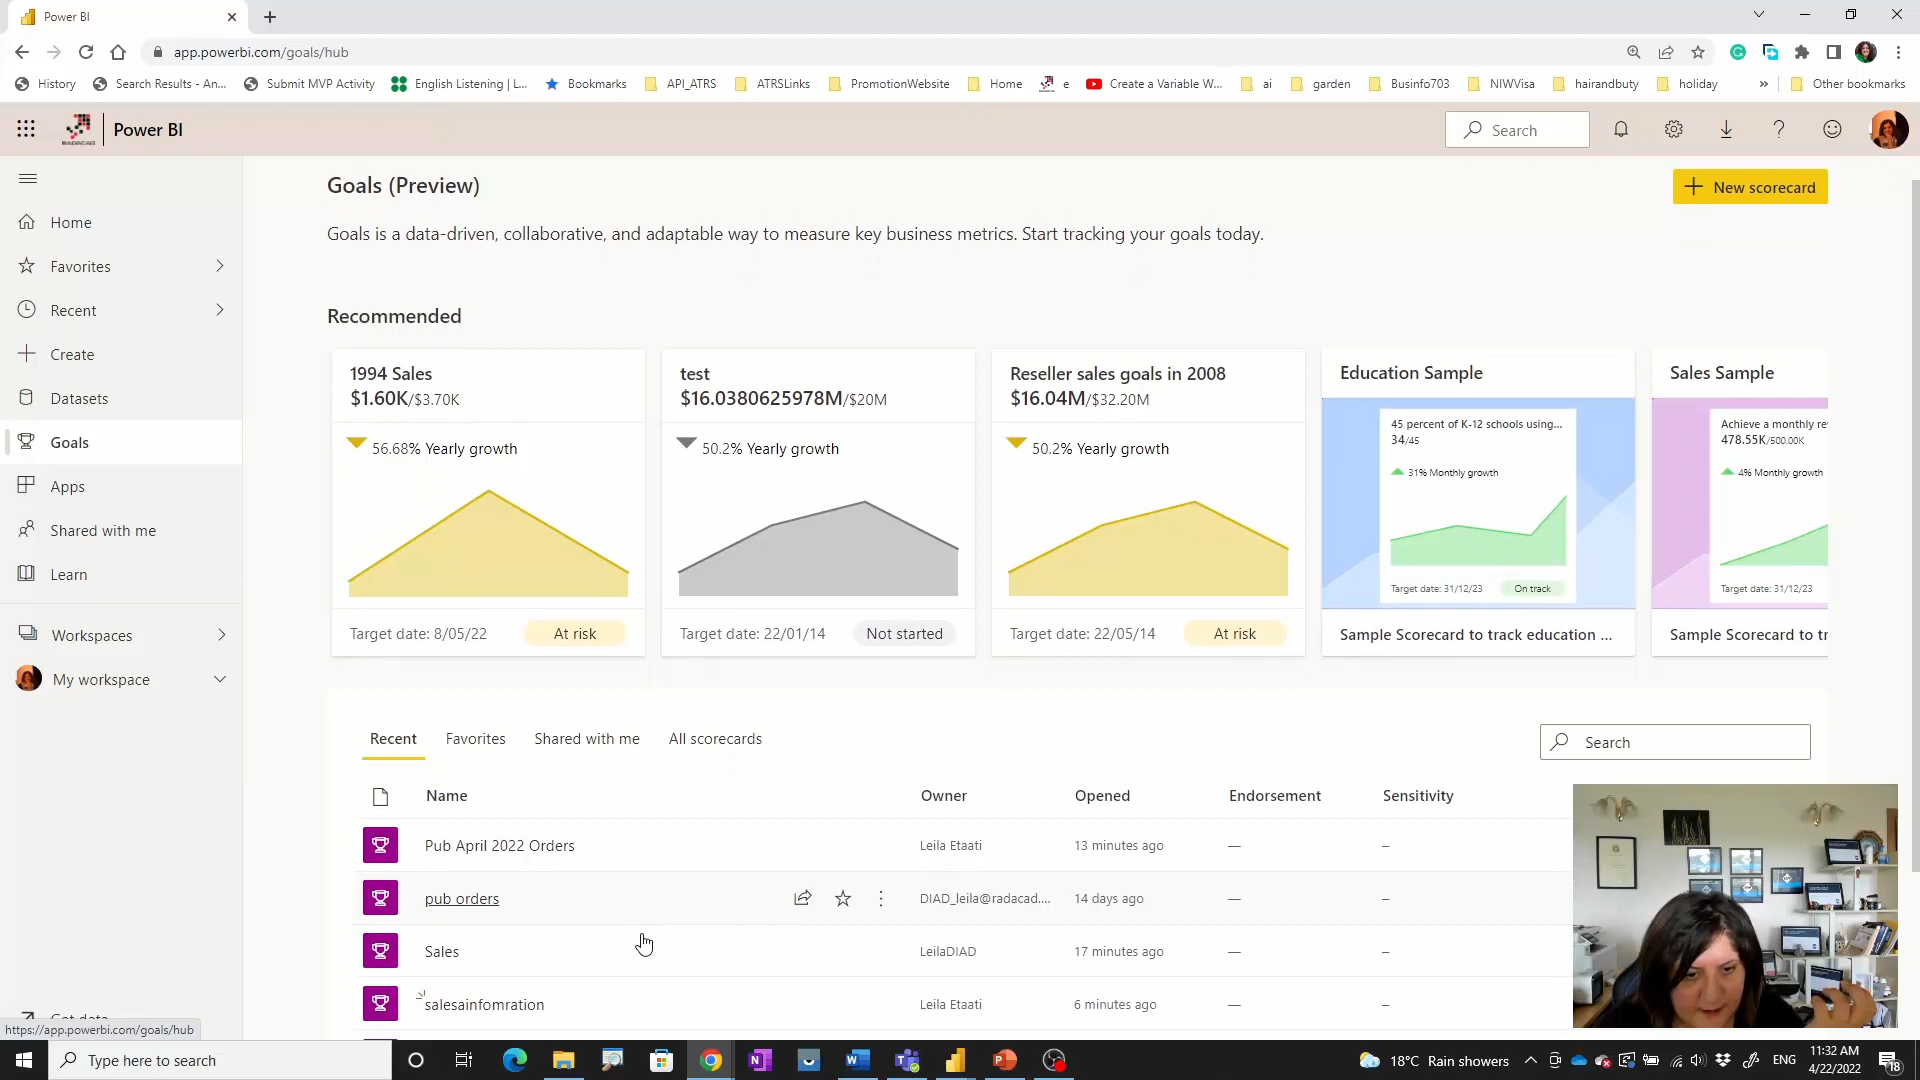 Power BI
app.powerbi.com/goals/hub
History
Search Results - An...
Submit MVP Activity
English Listening | L...
Bookmarks
API_ATRS
ATRSLinks
PromotionWebsite
Home
e
Create a Variable W...
ai
garden
Businfo703
NIWVisa
hairandbuty
holiday
»
Other bookmarks
Power BI
Search
Home
Favorites
Recent
Create
Datasets
Goals
Apps
Shared with me
Learn
Workspaces
My workspace
https://app.powerbi.com/goals/hub
Goals (Preview)
New scorecard
Goals is a data-driven, collaborative, and adaptable way to measure key business metrics. Start tracking your goals today.
Recommended
1994 Sales
$1.60K/$3.70K
56.68% Yearly growth
Target date: 8/05/22
At risk
test
$16.0380625978M/$20M
50.2% Yearly growth
Target date: 22/01/14
Not started
Reseller sales goals in 2008
$16.04M/$32.20M
50.2% Yearly growth
Target date: 22/05/14
At risk
Education Sample
45 percent of K-12 schools using...
34/45
31% Monthly growth
Target date: 31/12/23
On track
Sample Scorecard to track education ...
Sales Sample
Achieve a monthly re
478.55K/500.00K
4% Monthly growth
Target date: 31/12/23
Sample Scorecard to tr
Recent
Favorites
Shared with me
All scorecards
Search
Name
Owner
Opened
Endorsement
Sensitivity
Pub April 2022 Orders
Leila Etaati
13 minutes ago
—
–
pub orders
DIAD_leila@radacad....
14 days ago
—
–
Sales
LeilaDIAD
17 minutes ago
—
–
salesainfomration
Leila Etaati
6 minutes ago
—
–
Type here to search
18°C Rain showers
ENG
11:32 AM
4/22/2022
18